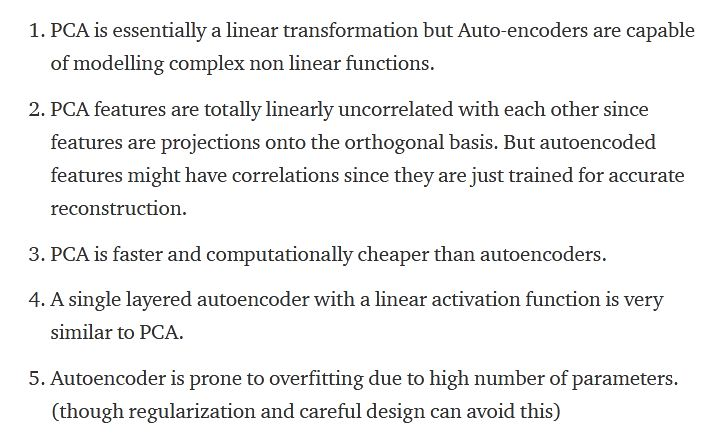 1. PCA is essentially a linear transformation but Auto-encoders are capable
of modelling complex non linear functions.
2. PCA features are totally linearly uncorrelated with each other since
features are projections onto the orthogonal basis. But autoencoded
features might have correlations since they are just trained for accurate
reconstruction.
3. PCA is faster and computationally cheaper than autoencoders.
4. A single layered autoencoder with a linear activation function is very
similar to PCA.
5. Autoencoder is prone to overfitting due to high number of parameters.
(though regularization and careful design can avoid this)